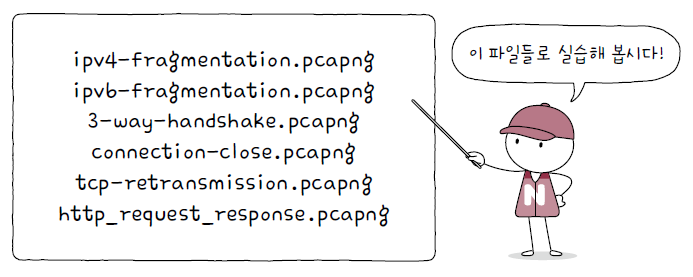 ipv4-fragmentation.pcapng
ipv6-fragmentation.pcapng
3-way-handshake.pcapng
connection-close.pcapng
tcp-retransmission.pcapng
http_request_response.pcapng
이 파일들로 실습해 봅시다!
N